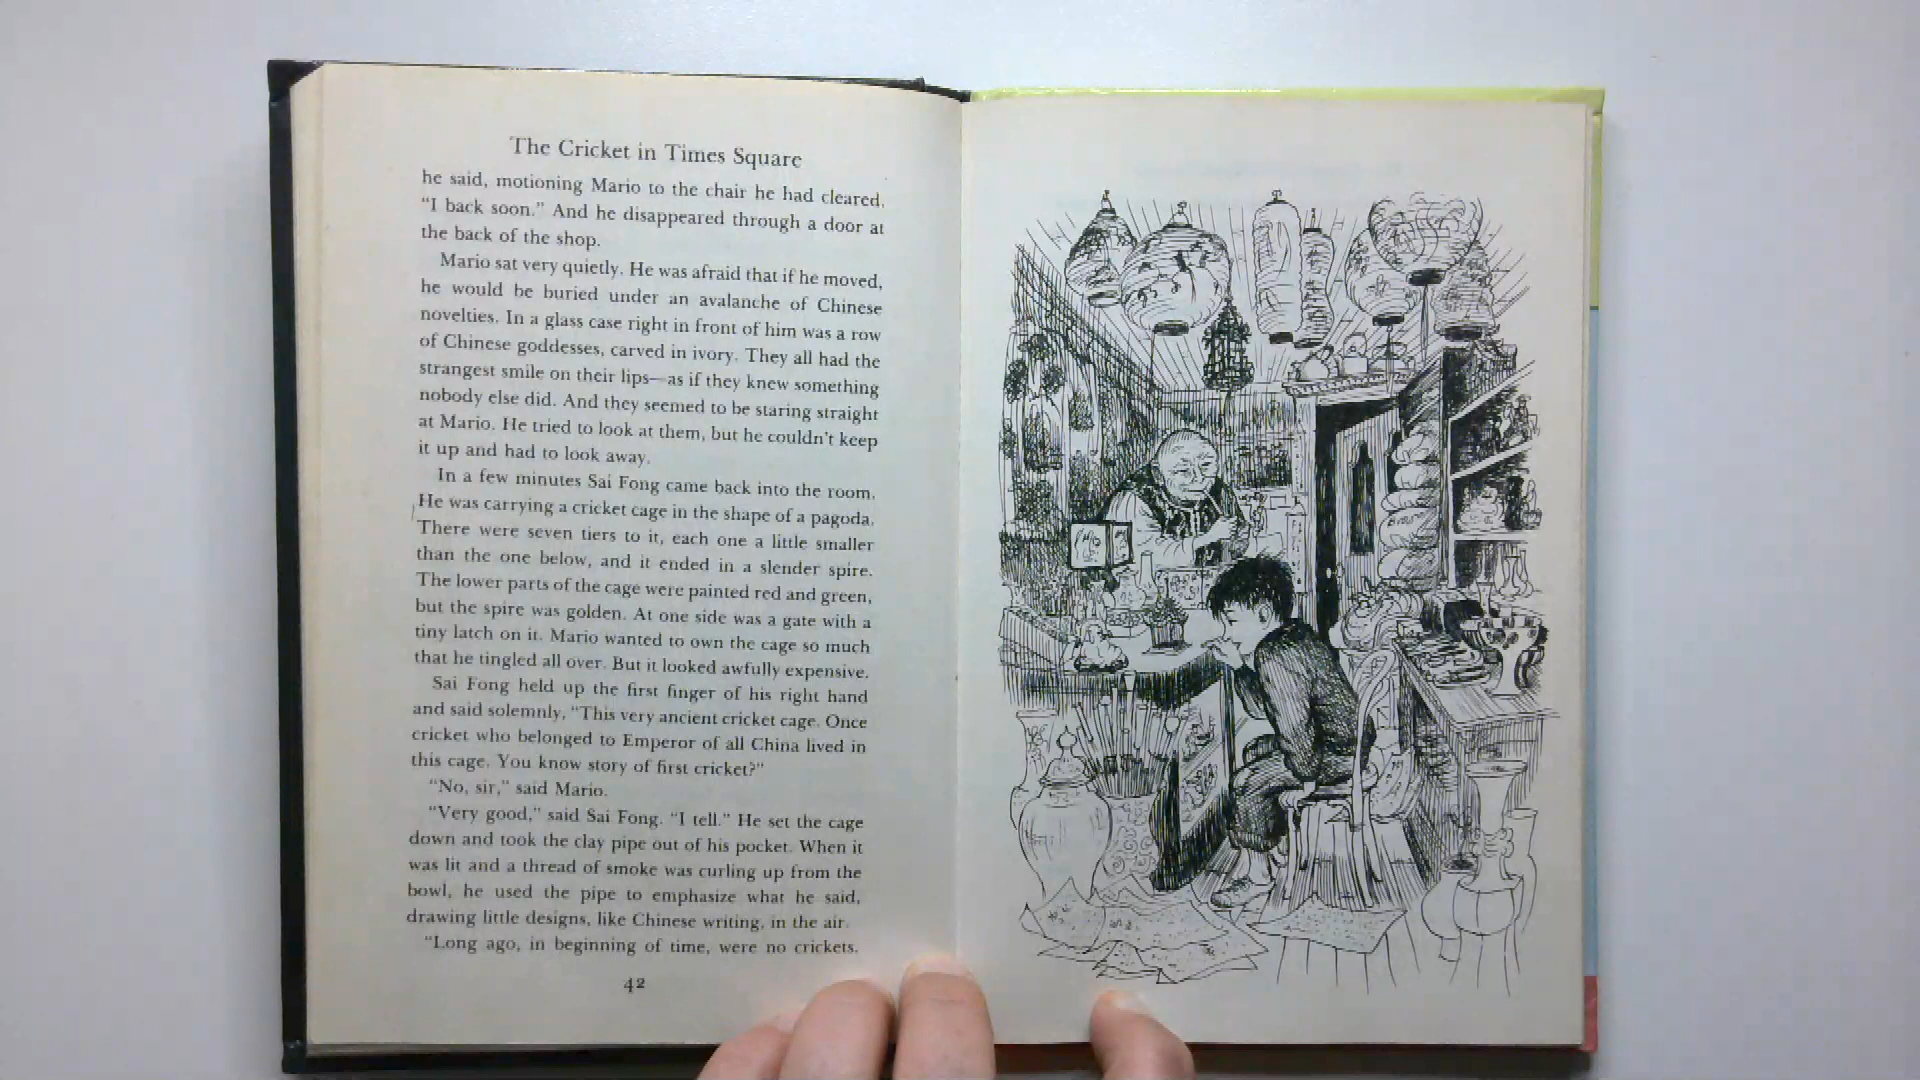 The Cricket in Times Square
he said, motioning Mario to the chair he had cleared,
“I back soon.” And he disappeared through a door at
the back of the shop.
Mario sat very quietly. He was afraid that if he moved,
he would be buried under an avalanche of Chinese
novelties. In a glass case right in front of him was a row
of Chinese goddesses, carved in ivory. They all had the
strangest smile on their lips—as if they knew something
nobody else did. And they seemed to be staring straight
at Mario. He tried to look at them, but he couldn’t keep
it up and had to look away.
In a few minutes Sai Fong came back into the room.
He was carrying a cricket cage in the shape of a pagoda.
There were seven tiers to it, each one a little smaller
than the one below, and it ended in a slender spire.
The lower parts of the cage were painted red and green,
but the spire was golden. At one side was a gate with a
tiny latch on it. Mario wanted to own the cage so much
that he tingled all over. But it looked awfully expensive.
Sai Fong held up the first finger of his right hand
and said solemnly, “This very ancient cricket cage. Once
cricket who belonged to Emperor of all China lived in
this cage. You know story of first cricket?”
“No, sir,” said Mario.
“Very good,” said Sai Fong. “I tell.” He set the cage
down and took the clay pipe out of his pocket. When it
was lit and a thread of smoke was curling up from the
bowl, he used the pipe to emphasize what he said,
drawing little designs, like Chinese writing, in the air.
“Long ago, in beginning of time, were no crickets.
42